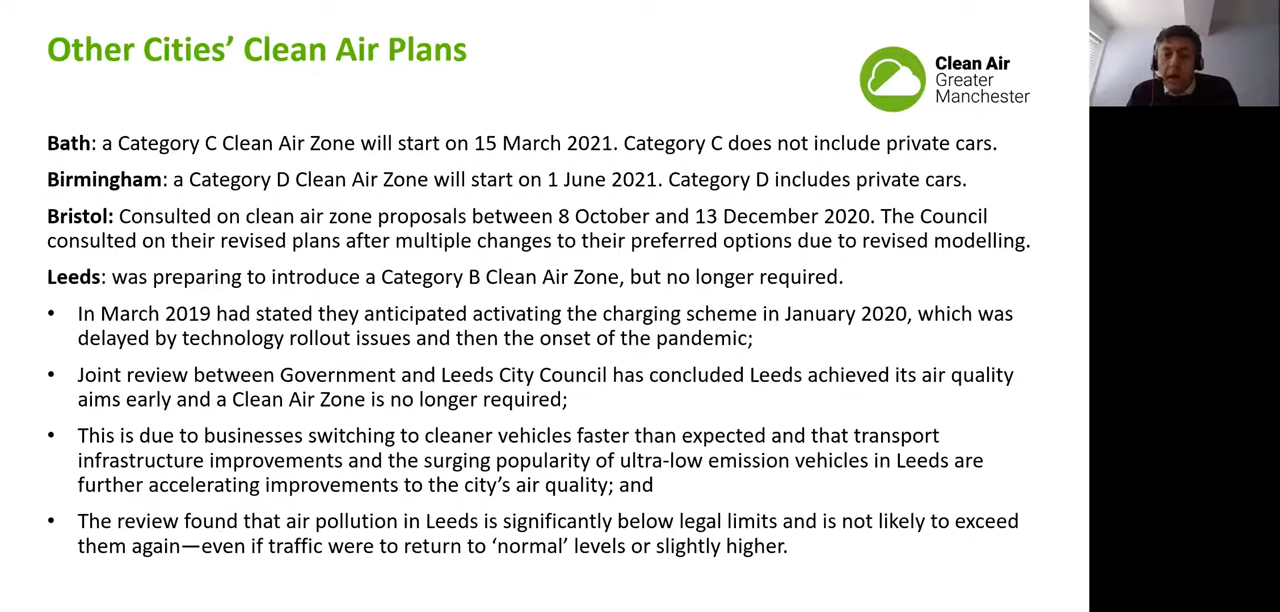 Other Cities’ Clean Air Plans
Clean Air
Greater
Manchester
Bath: a Category C Clean Air Zone will start on 15 March 2021. Category C does not include private cars.
Birmingham: a Category D Clean Air Zone will start on 1 June 2021. Category D includes private cars.
Bristol: Consulted on clean air zone proposals between 8 October and 13 December 2020. The Council
consulted on their revised plans after multiple changes to their preferred options due to revised modelling.
Leeds: was preparing to introduce a Category B Clean Air Zone, but no longer required.
• In March 2019 had stated they anticipated activating the charging scheme in January 2020, which was
delayed by technology rollout issues and then the onset of the pandemic;
• Joint review between Government and Leeds City Council has concluded Leeds achieved its air quality
aims early and a Clean Air Zone is no longer required;
• This is due to businesses switching to cleaner vehicles faster than expected and that transport
infrastructure improvements and the surging popularity of ultra-low emission vehicles in Leeds are
further accelerating improvements to the city’s air quality; and
• The review found that air pollution in Leeds is significantly below legal limits and is not likely to exceed
them again—even if traffic were to return to ‘normal’ levels or slightly higher.